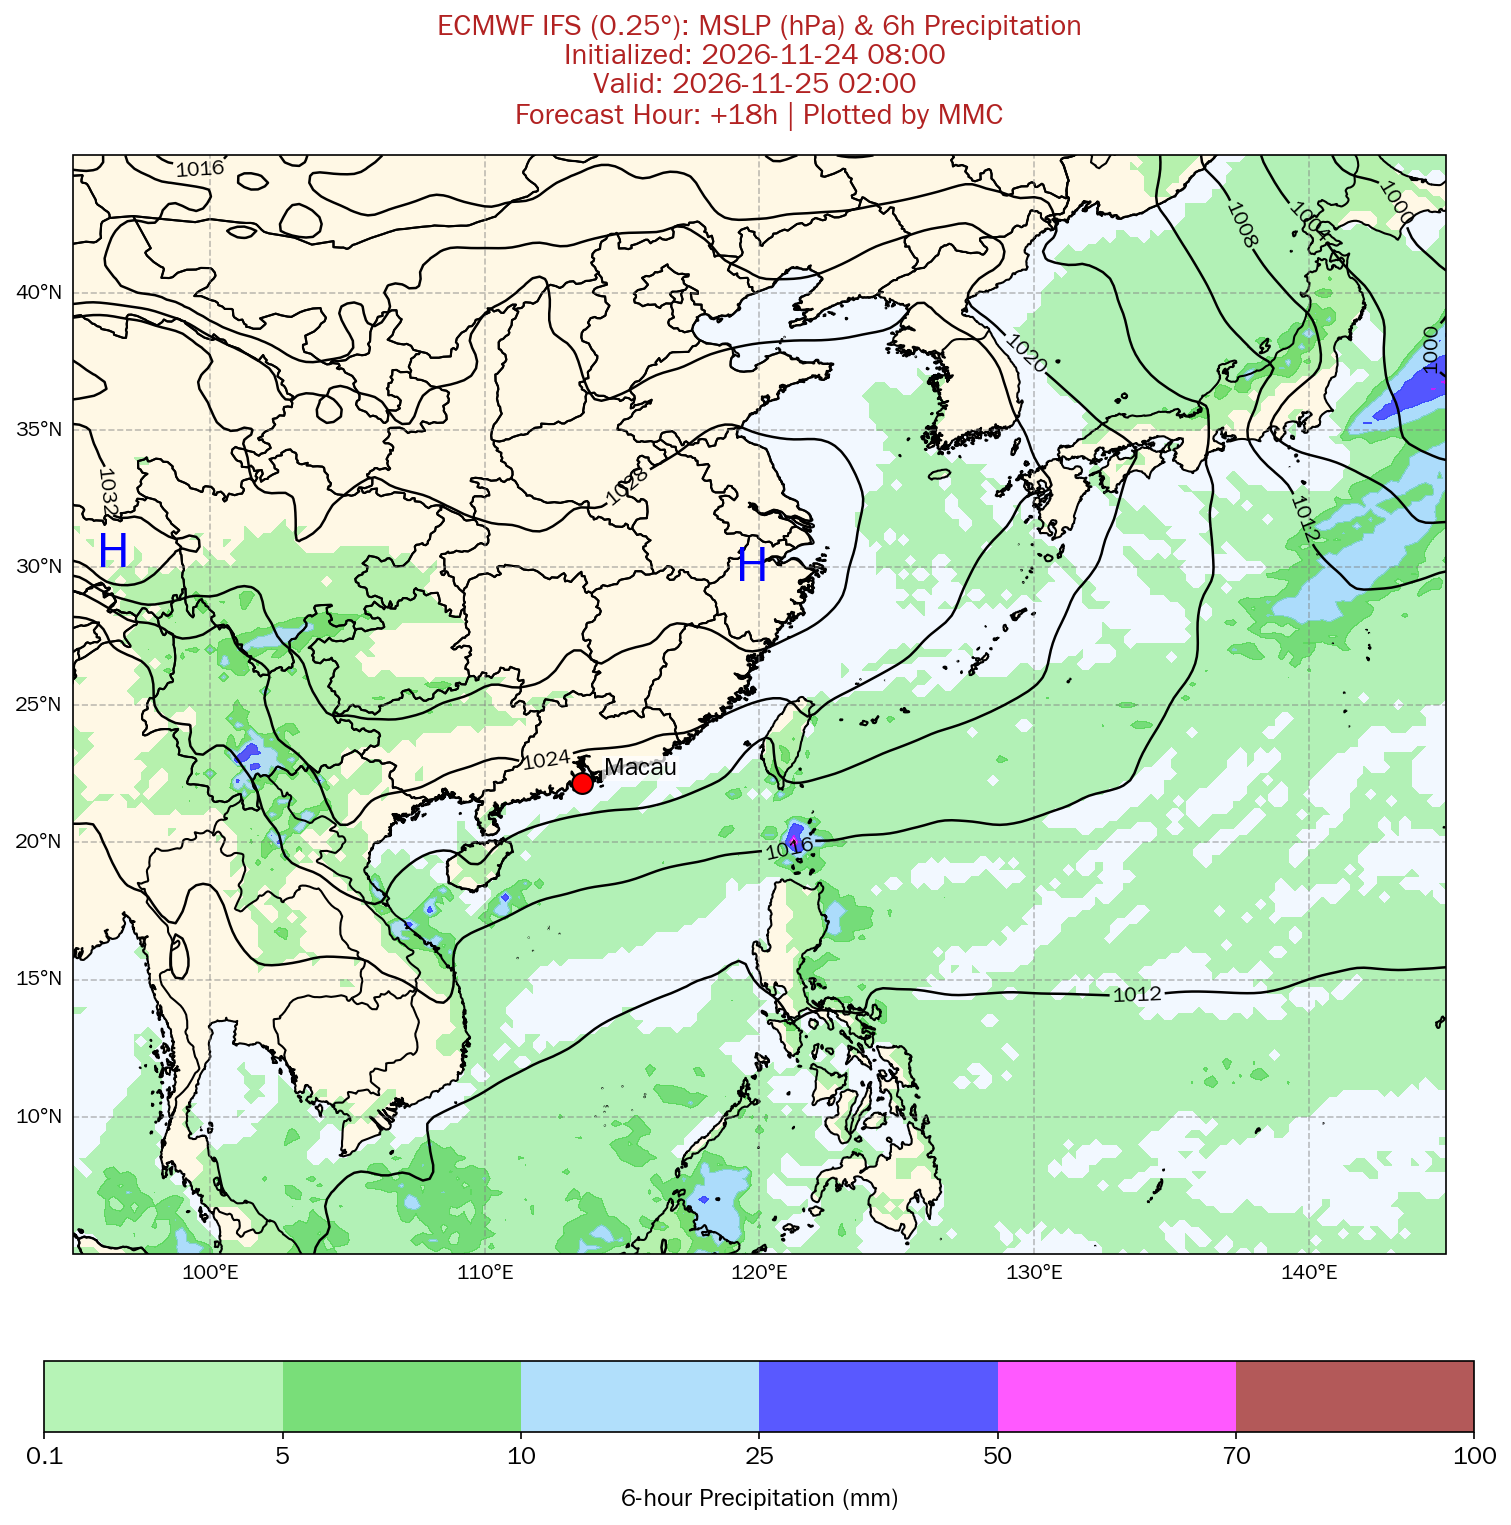 ECMWF IFS (0.25°): MSLP (hPa) & 6h Precipitation
Initialized: 2026-11-24 08:00
Valid: 2026-11-25 02:00
Forecast Hour: +18h | Plotted by MMC
1016
1000
1004
1008
40°N
1000
1020
35°N
1028
1032
1012
H
H
30°N
25°N
1024
Macau
20°N
1016
15°N
1012
10°N
100°E
110°E
120°E
130°E
140°E
0.1
5
10
25
50
70
100
6-hour Precipitation (mm)